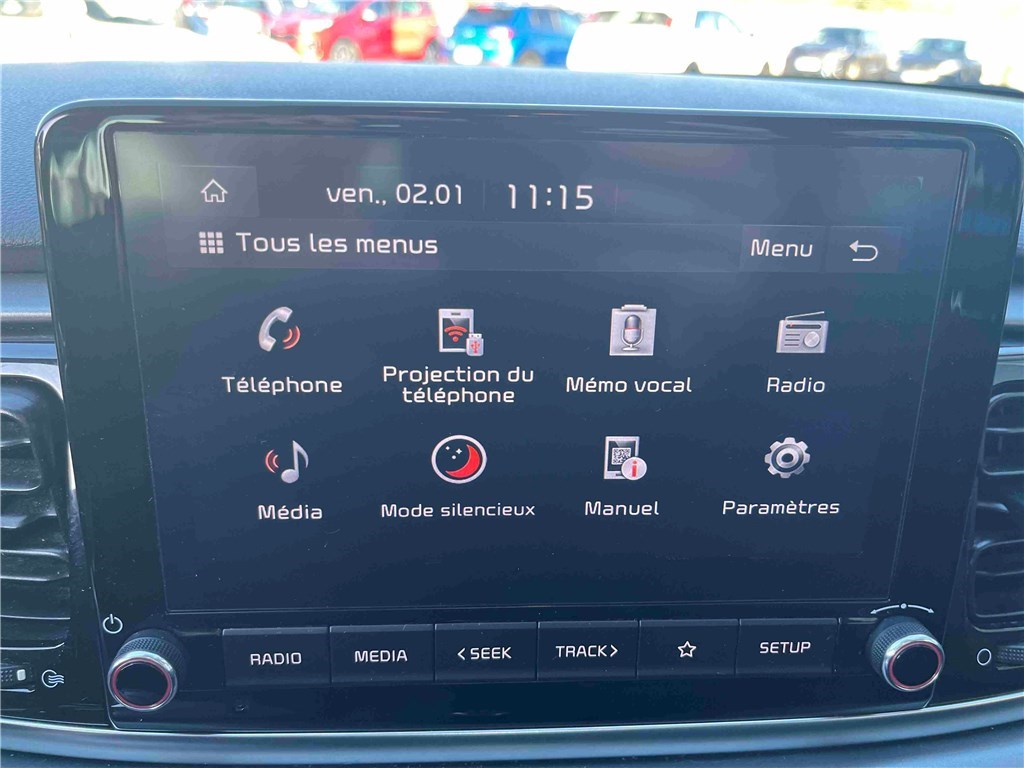 ven., 02.01 11:15
Tous les menus Menu
Téléphone
Projection du
téléphone
Mémo vocal
Radio
Média
Mode silencieux
Manuel
Paramètres
RADIO MEDIA <SEEK TRACK> SETUP